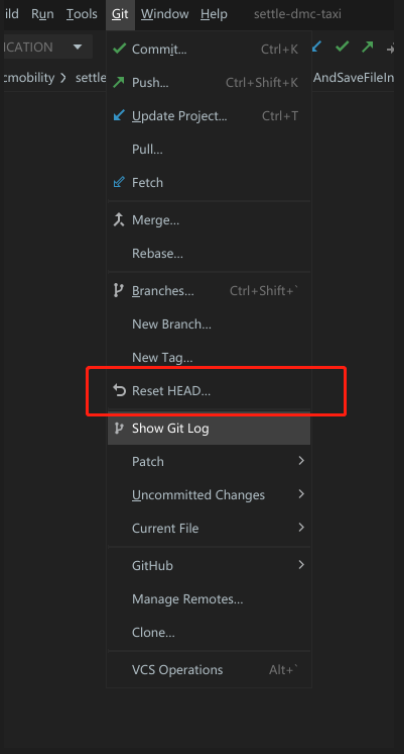 ild Run Tools Git Window Help settle-dmc-taxi
ICATION
Commit... Ctrl+K
cmobility settle AndSaveFileIn
Push... Ctrl+Shift+K
Update Project... Ctrl+T
Pull...
Fetch
Merge...
Rebase...
Branches... Ctrl+Shift+`
New Branch...
New Tag...
Reset HEAD...
Show Git Log
Patch
Uncommitted Changes
Current File
GitHub
Manage Remotes...
Clone...
VCS Operations Alt+`